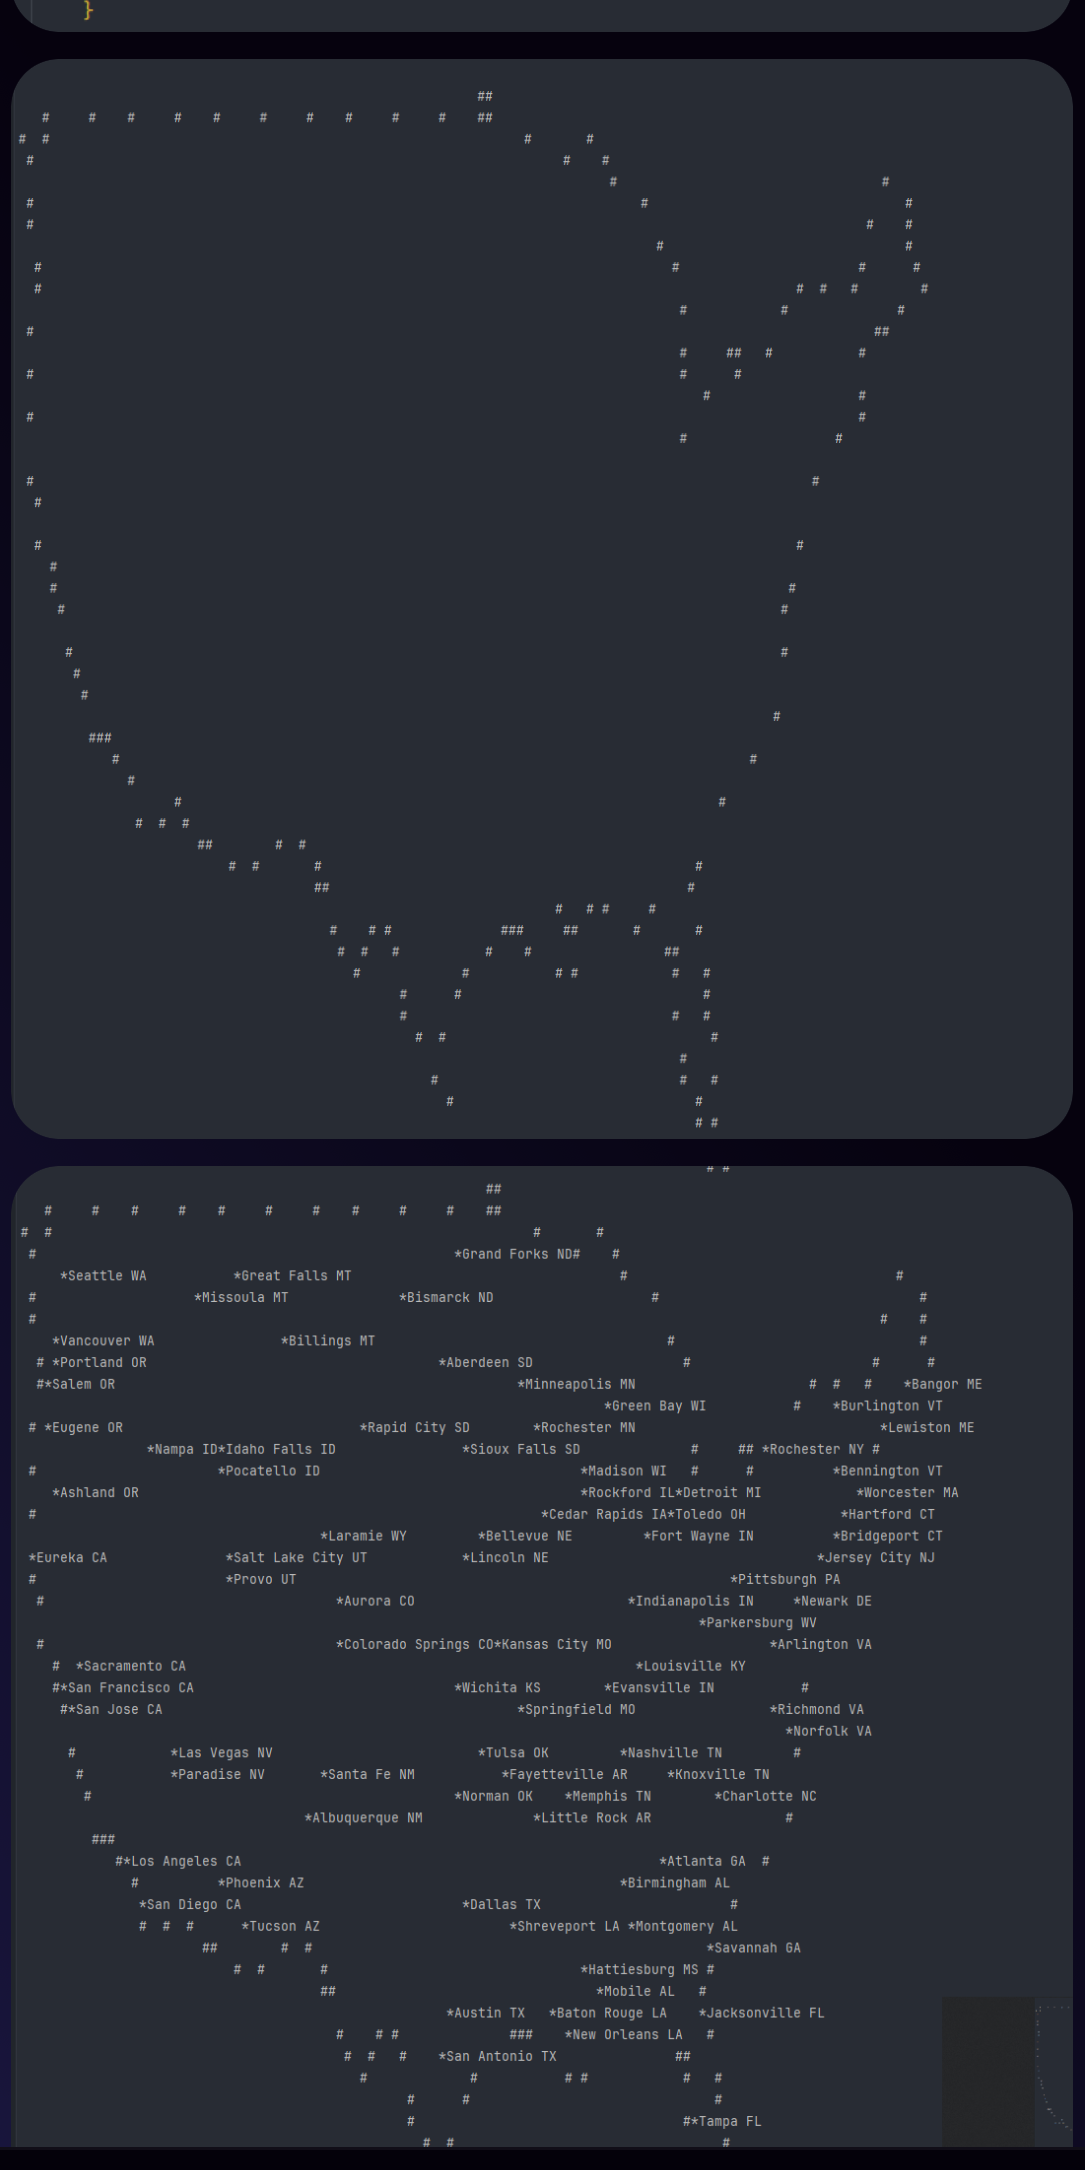 }
##
# # # # # # # # # # ##
# # # #
# # #
# #
# # #
# # #
# #
# # # #
# # # # # #
# # #
# ##
# ## # #
# #
# #
# #
# #
# #
#
# #
#
# #
# #
# #
#
#
#
###
# #
#
# #
# # #
## # #
# # # #
## #
# # # #
# # # ### ## # #
# # # # # ##
# # # # # #
# # #
# # #
# # #
#
# # #
# #
# #
# #
##
# # # # # # # # # # ##
# # # #
# *Grand Forks ND# #
*Seattle WA *Great Falls MT # #
# *Missoula MT *Bismarck ND # #
# # #
*Vancouver WA *Billings MT # #
# *Portland OR *Aberdeen SD # # #
#*Salem OR *Minneapolis MN # # # *Bangor ME
*Green Bay WI # *Burlington VT
# *Eugene OR *Rapid City SD *Rochester MN *Lewiston ME
*Nampa ID*Idaho Falls ID *Sioux Falls SD # ## *Rochester NY #
# *Pocatello ID *Madison WI # # *Bennington VT
*Ashland OR *Rockford IL*Detroit MI *Worcester MA
# *Cedar Rapids IA*Toledo OH *Hartford CT
*Laramie WY *Bellevue NE *Fort Wayne IN *Bridgeport CT
*Eureka CA *Salt Lake City UT *Lincoln NE *Jersey City NJ
# *Provo UT *Pittsburgh PA
# *Aurora CO *Indianapolis IN *Newark DE
*Parkersburg WV
# *Colorado Springs CO*Kansas City MO *Arlington VA
# *Sacramento CA *Louisville KY
#*San Francisco CA *Wichita KS *Evansville IN #
#*San Jose CA *Springfield MO *Richmond VA
*Norfolk VA
# *Las Vegas NV *Tulsa OK *Nashville TN #
# *Paradise NV *Santa Fe NM *Fayetteville AR *Knoxville TN
# *Norman OK *Memphis TN *Charlotte NC
*Albuquerque NM *Little Rock AR #
###
#*Los Angeles CA *Atlanta GA #
# *Phoenix AZ *Birmingham AL
*San Diego CA *Dallas TX #
# # # *Tucson AZ *Shreveport LA *Montgomery AL
## # # *Savannah GA
# # # *Hattiesburg MS #
## *Mobile AL #
*Austin TX *Baton Rouge LA *Jacksonville FL
# # # ### *New Orleans LA #
# # # *San Antonio TX ##
# # # # # #
# # #
# #*Tampa FL
# # #